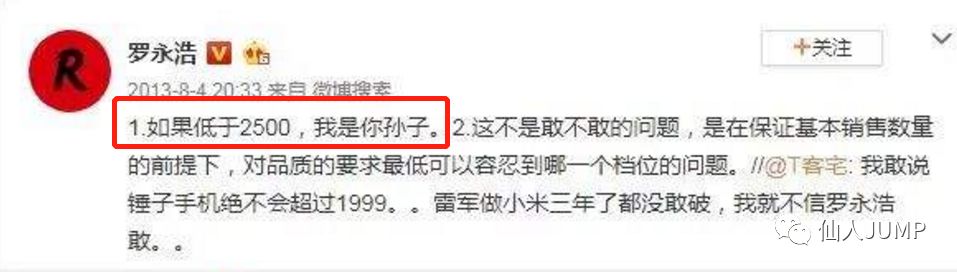 R
罗永浩 V
+关注
2013-8-4 20:33 来自 微博搜索
1.如果低于2500，我是你孙子。2.这不是敢不敢的问题，是在保证基本销售数量
的前提下，对品质的要求最低可以容忍到哪一个档位的问题。//@T客宅: 我敢说
锤子手机绝不会超过1999。。雷军做小米三年了都没敢破，我就不信罗永浩
敢。。
仙人JUMP